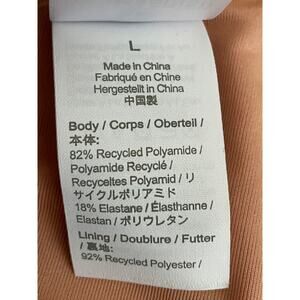 L
Made in China
Fabriqué en Chine
Hergestellt in China
中国製
Body / Corps / Oberteil /
本体:
82% Recycled Polyamide /
Polyamide Recyclé /
Recyceltes Polyamid / リ
サイクルポリアミド
18% Elastane / Élasthanne /
Elastan / ポリウレタン
Lining / Doublure / Futter
/ 裏地:
92% Recycled Polyester /